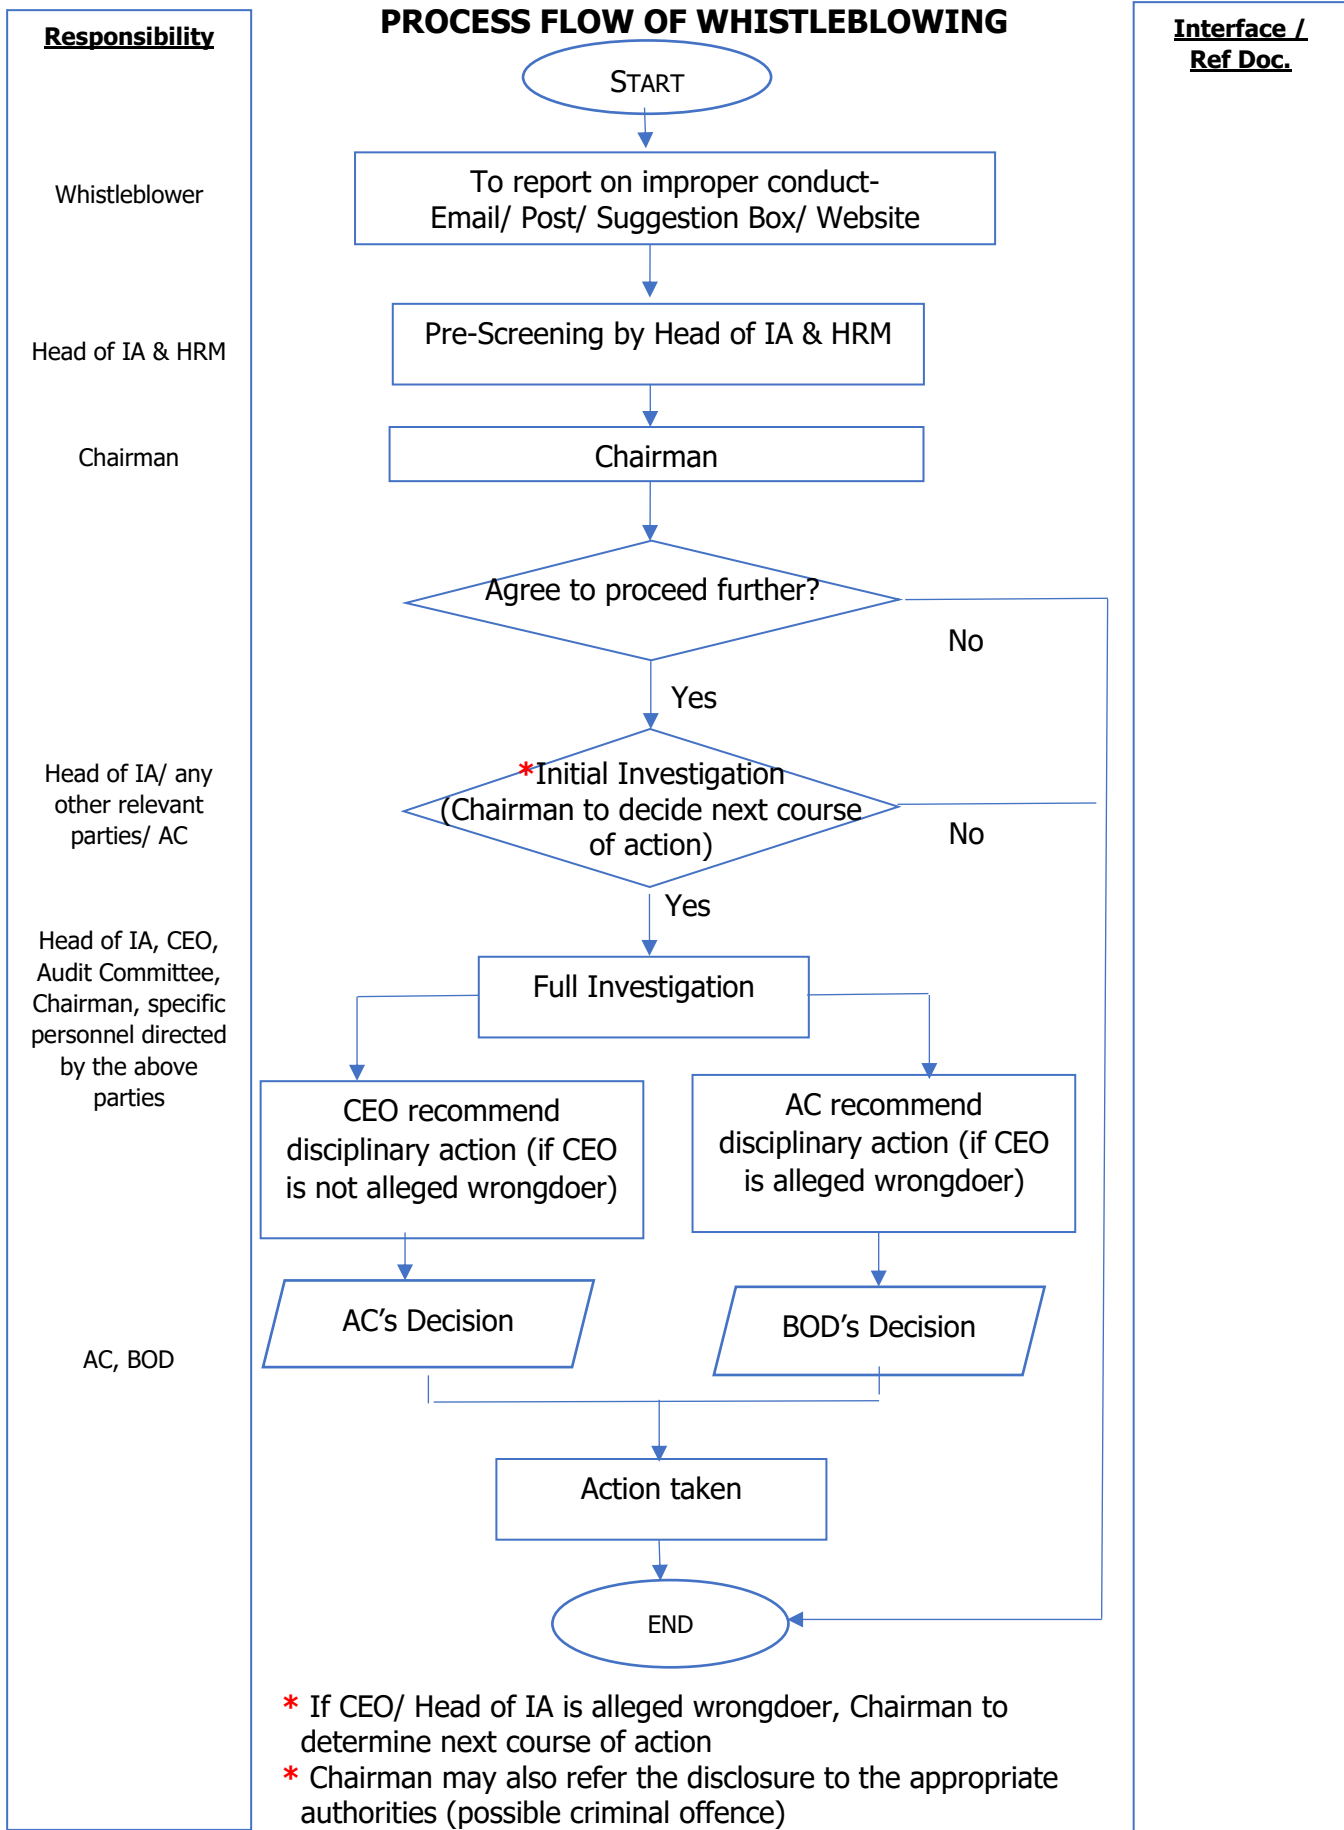 PROCESS FLOW OF WHISTLEBLOWING
Responsibility
Interface /
Ref Doc.
START
Whistleblower
To report on improper conduct-
Email/ Post/ Suggestion Box/ Website
Head of IA & HRM
Pre-Screening by Head of IA & HRM
Chairman
Chairman
Agree to proceed further?
No
Yes
Head of IA/ any
other relevant
parties/ AC
*Initial Investigation
(Chairman to decide next course
of action)
No
Yes
Head of IA, CEO,
Audit Committee,
Chairman, specific
personnel directed
by the above
parties
Full Investigation
CEO recommend
disciplinary action (if CEO
is not alleged wrongdoer)
AC recommend
disciplinary action (if CEO
is alleged wrongdoer)
AC, BOD
AC’s Decision
BOD’s Decision
Action taken
END
* If CEO/ Head of IA is alleged wrongdoer, Chairman to
determine next course of action
* Chairman may also refer the disclosure to the appropriate
authorities (possible criminal offence)